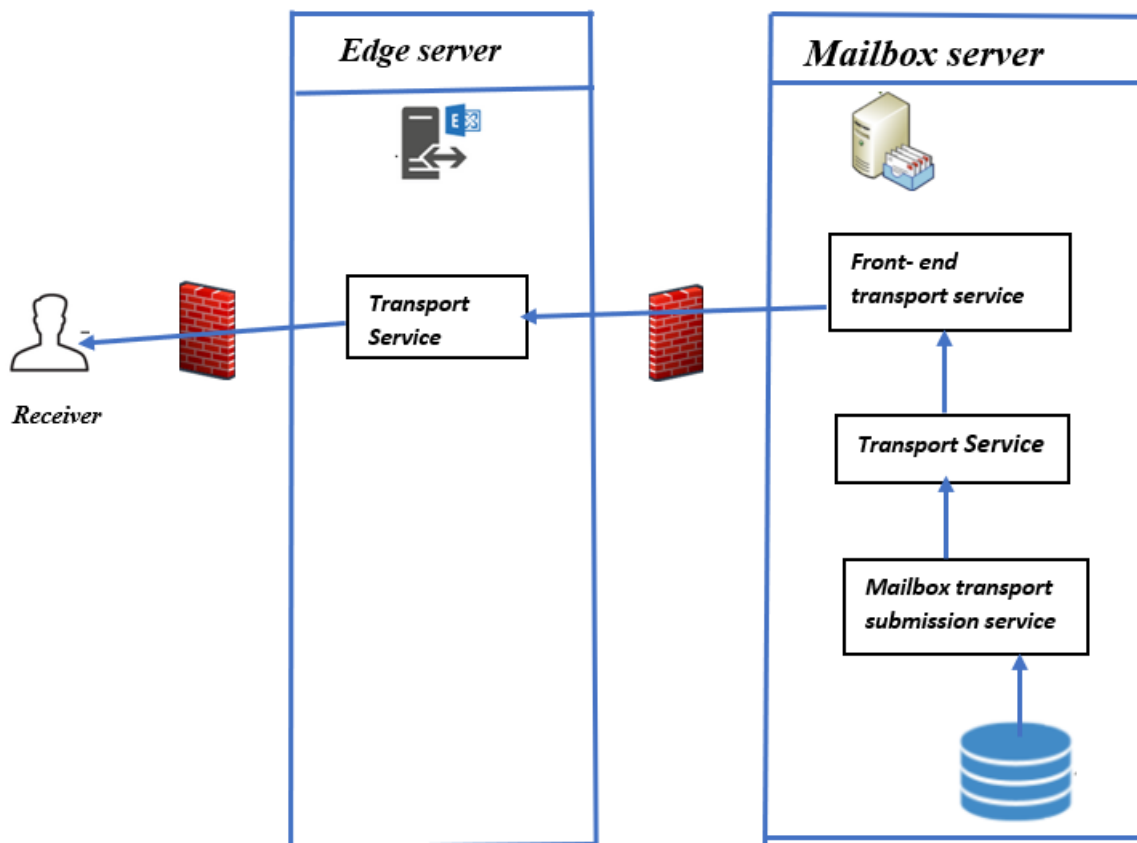 Edge server
Mailbox server
E
Front- end
transport service
Transport
Service
Receiver
Transport Service
Mailbox transport
submission service